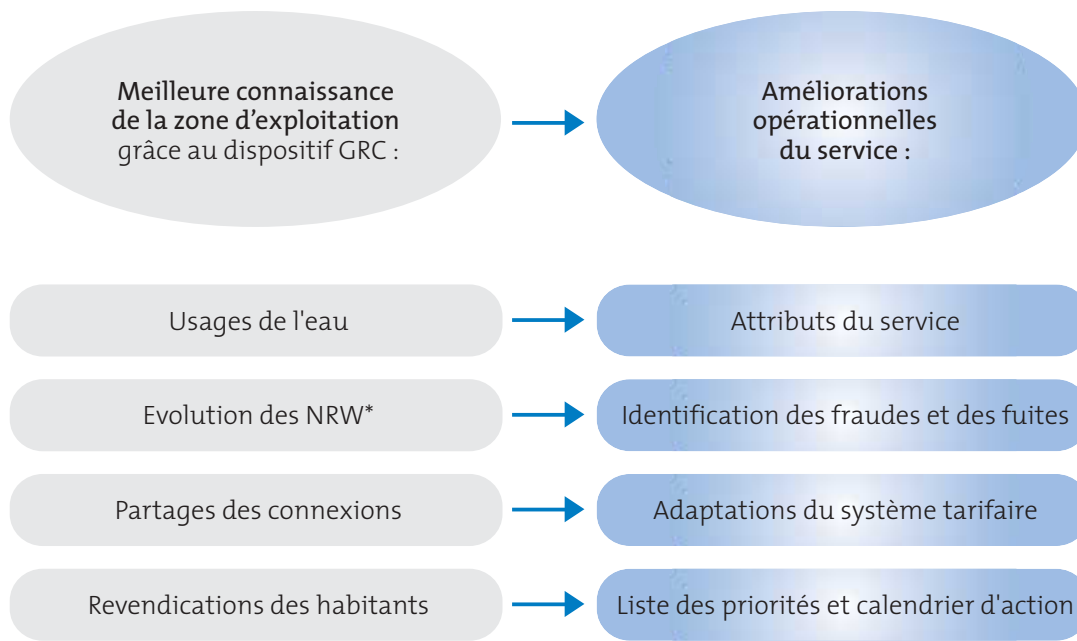 Meilleure connaissance
de la zone d’exploitation
grâce au dispositif GRC :
Améliorations
opérationnelles
du service :
Usages de l'eau
Attributs du service
Evolution des NRW*
Identification des fraudes et des fuites
Partages des connexions
Adaptations du système tarifaire
Revendications des habitants
Liste des priorités et calendrier d'action